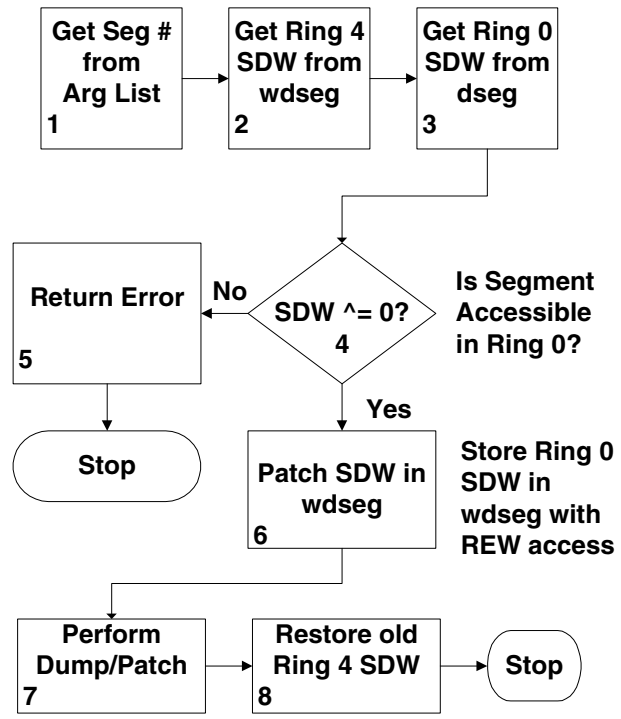 Get Seg #
from
Arg List
1
Get Ring 4
SDW from
wdseg
2
Get Ring 0
SDW from
dseg
3
Return Error
5
No
SDW ^= 0?
4
Is Segment
Accessible
in Ring 0?
Yes
Stop
Patch SDW in
wdseg
6
Store Ring 0
SDW in
wdseg with
REW access
Perform
Dump/Patch
7
Restore old
Ring 4 SDW
8
Stop